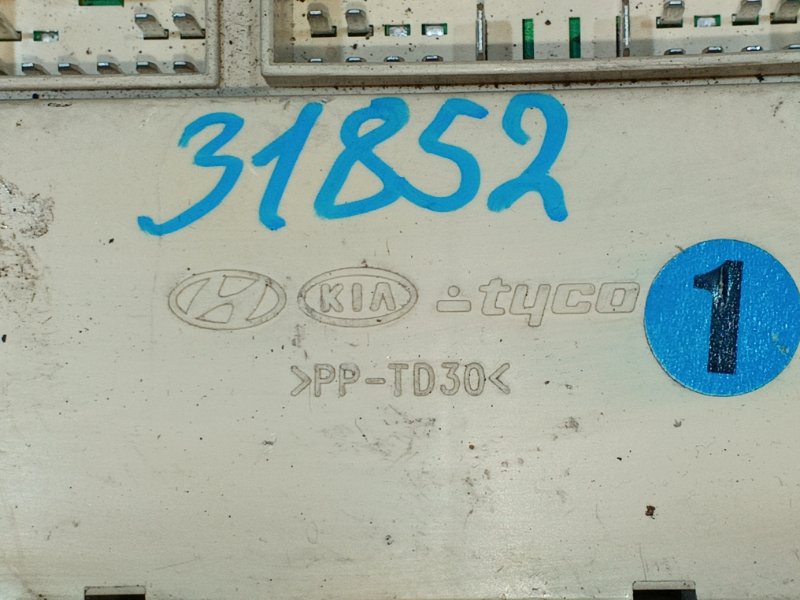 31852
KIA tyco 1
>PP-TD30<